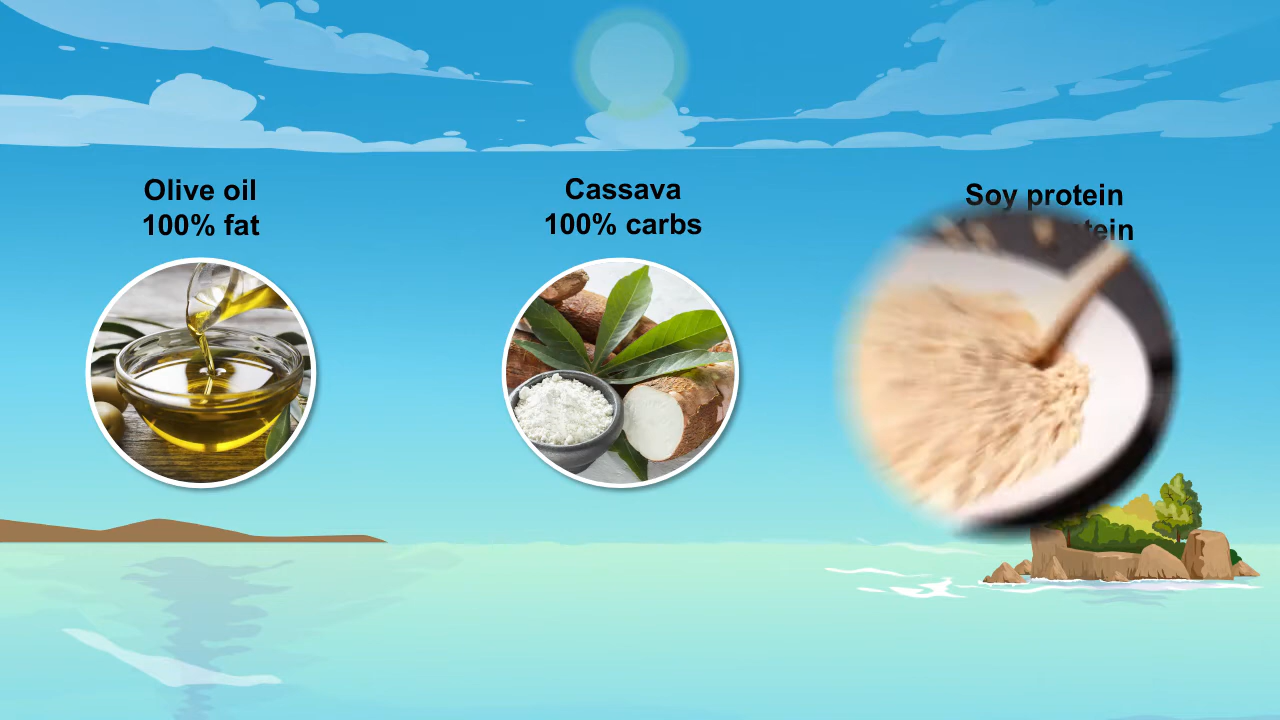 Olive oil
100% fat
Cassava
100% carbs
Soy protein